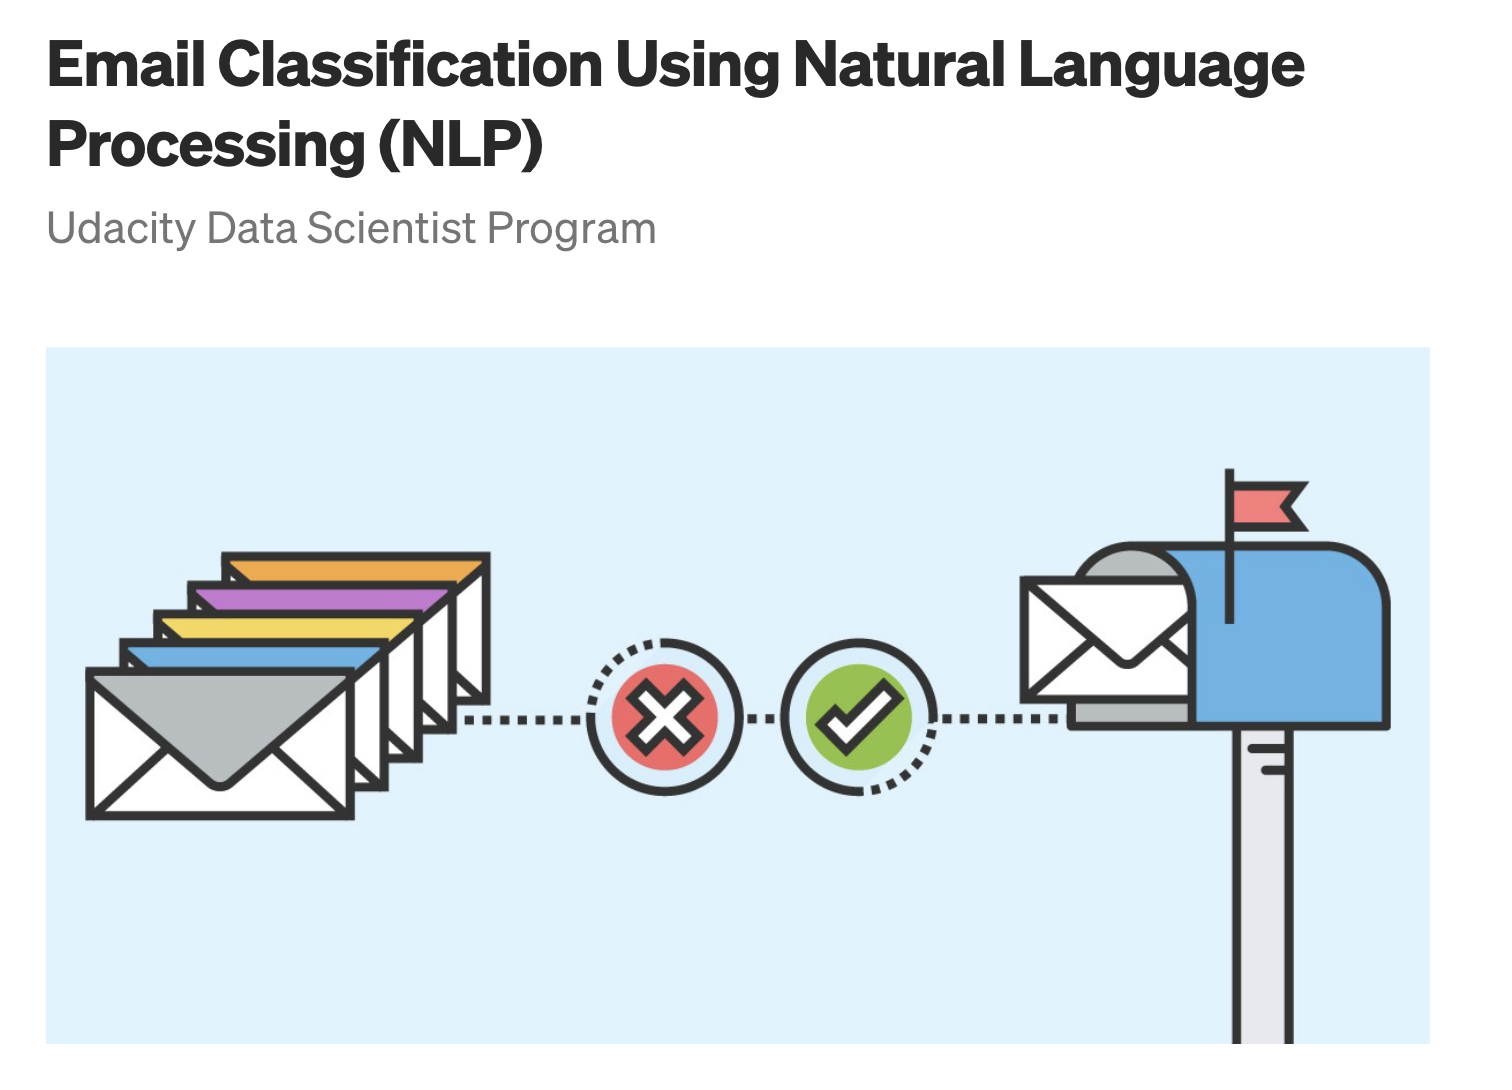 Email Classification Using Natural Language
Processing (NLP)
Udacity Data Scientist Program